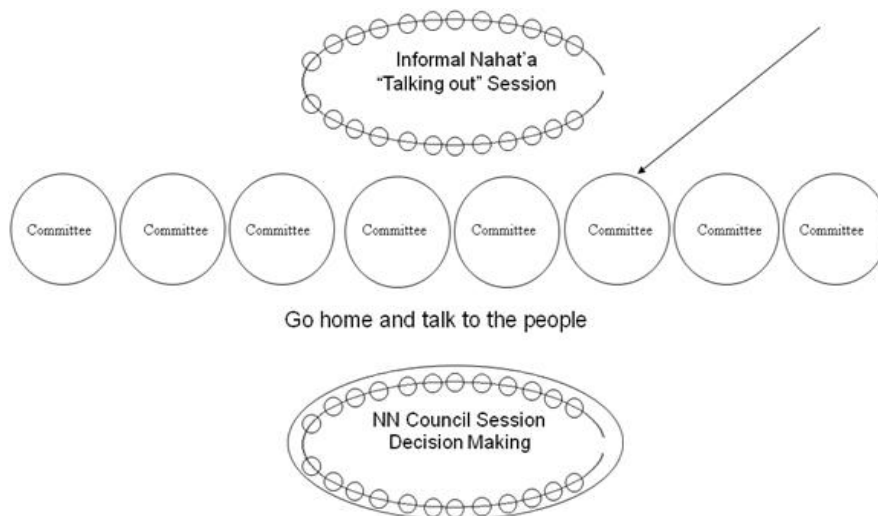 Informal Nahat'a
“Talking out” Session
Committee Committee Committee Committee Committee Committee Committee Committee
Go home and talk to the people
NN Council Session
Decision Making